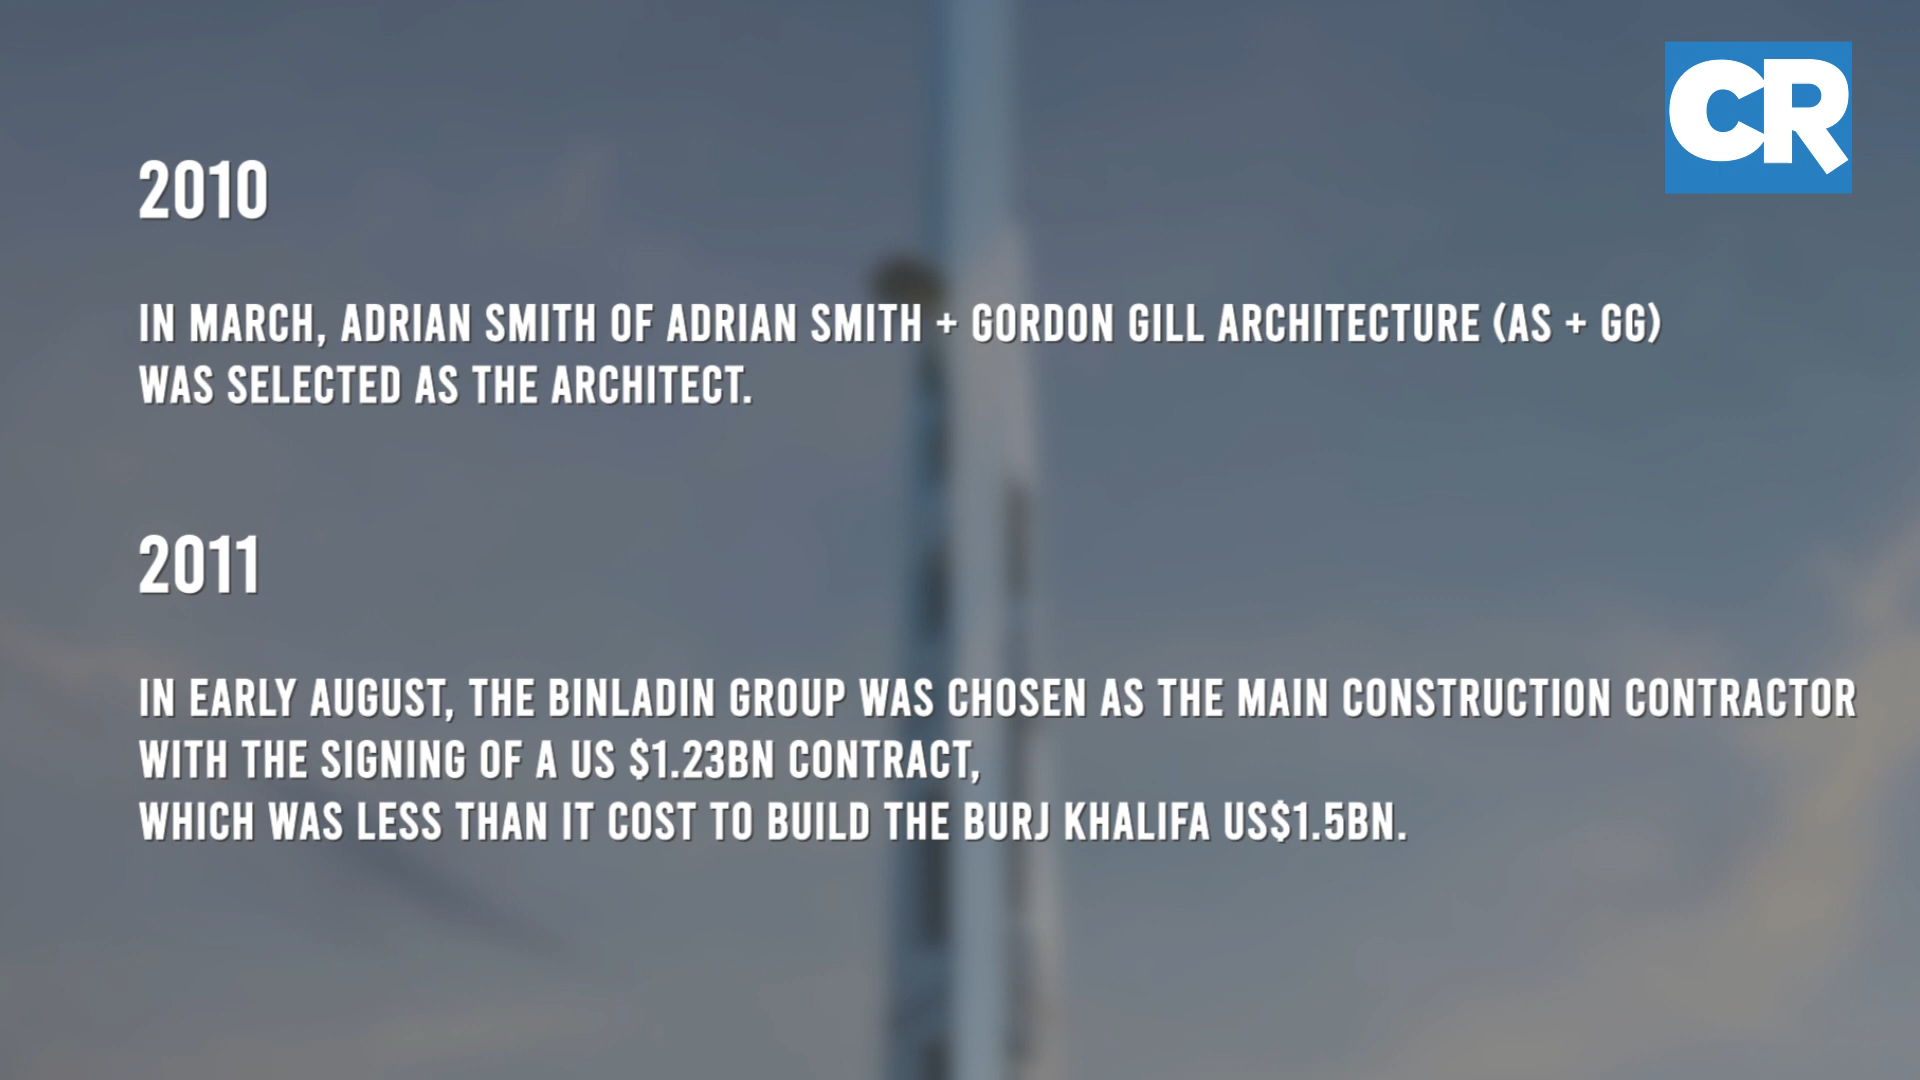 CR
2010
IN MARCH, ADRIAN SMITH OF ADRIAN SMITH + GORDON GILL ARCHITECTURE (AS + GG)
WAS SELECTED AS THE ARCHITECT.
2011
IN EARLY AUGUST, THE BINLADIN GROUP WAS CHOSEN AS THE MAIN CONSTRUCTION CONTRACTOR
WITH THE SIGNING OF A US $1.23BN CONTRACT,
WHICH WAS LESS THAN IT COST TO BUILD THE BURJ KHALIFA US$1.5BN.